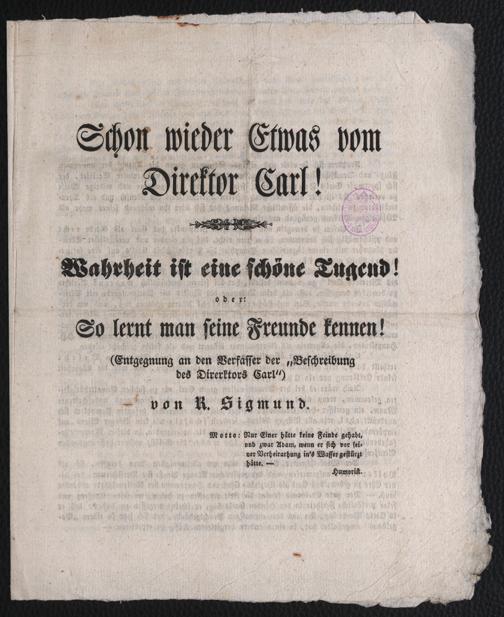 Schon wieder Etwas vom
Direktor Carl!
Wahrheit ist eine schöne Tugend!
oder:
So lernt man seine Freunde kennen!
(Entgegnung an den Verfasser der „Beschreibung
des Direrktors Carl“)
von R. Sigmund.
Motto: Nur Einer hätte keine Feinde gehabt,
und zwar Adam, wenn er sich vor sei-
ner Verheirathung in's Wasser gestürzt
hätte. —
Humorist.